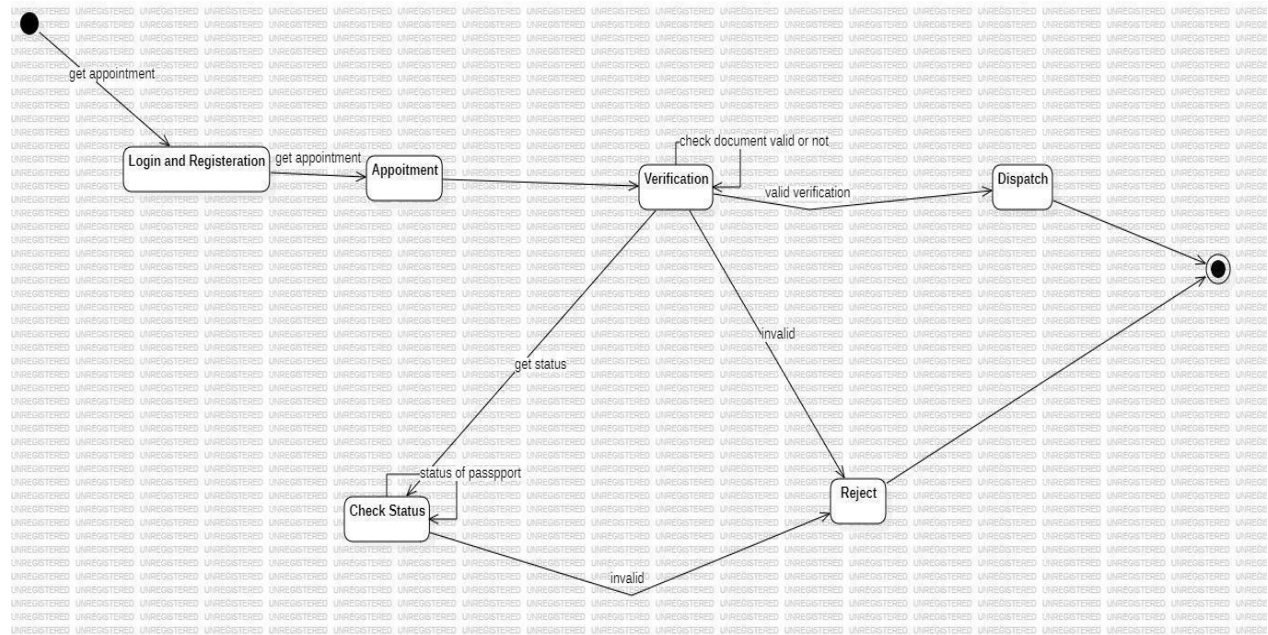 get appointment
Login and Registeration
get appointment
Appoitment
check document valid or not
Verification
valid verification
Dispatch
invalid
get status
status of passpport
Check Status
Reject
invalid
UNREGISTERED